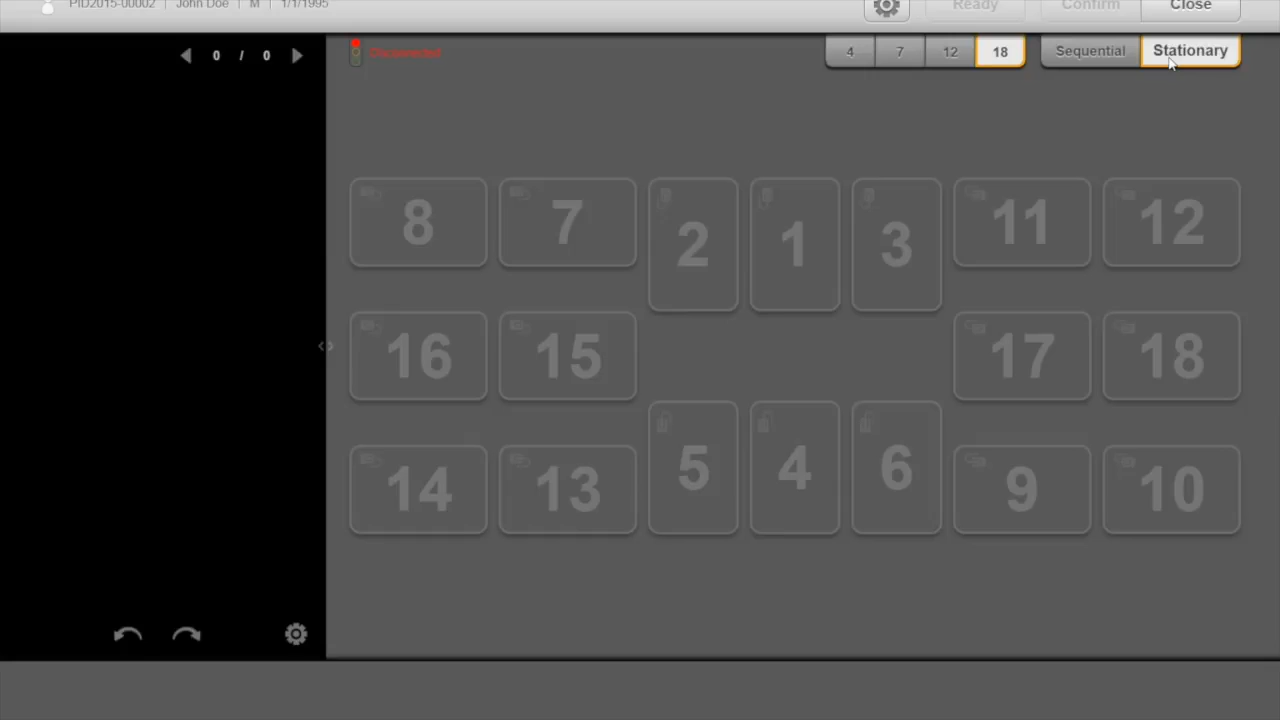 PID2015-00002 | John Doe | M | 1/1/1995 Ready Confirm Close
0 / 0 Disconnected 4 7 12 18 Sequential Stationary
8 7 2 1 3 11 12
16 15 17 18
14 13 5 4 6 9 10